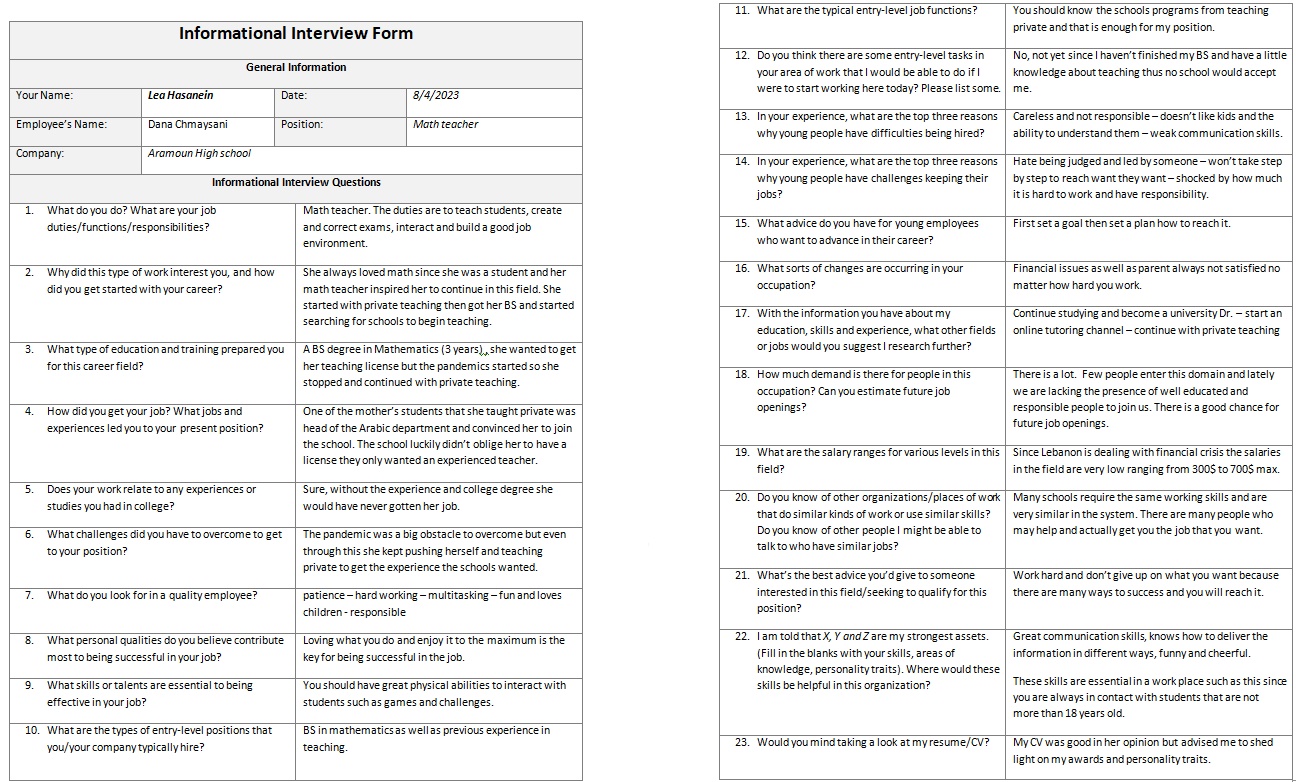 Informational Interview Form
General Information
Your Name: Lea Hasanein Date: 8/4/2023
Employee's Name: Dana Chmaysani Position: Math teacher
Company: Aramoun High school
Informational Interview Questions
1. What do you do? What are your job
duties/functions/responsibilities?
Math teacher. The duties are to teach students, create
and correct exams, interact and build a good job
environment.
2. Why did this type of work interest you, and how
did you get started with your career?
She always loved math since she was a student and her
math teacher inspired her to continue in this field. She
started with private teaching then got her BS and started
searching for schools to begin teaching.
3. What type of education and training prepared you
for this career field?
A BS degree in Mathematics (3 years),, she wanted to get
her teaching license but the pandemics started so she
stopped and continued with private teaching.
4. How did you get your job? What jobs and
experiences led you to your present position?
One of the mother's students that she taught private was
head of the Arabic department and convinced her to join
the school. The school luckily didn't oblige her to have a
license they only wanted an experienced teacher.
5. Does your work relate to any experiences or
studies you had in college?
Sure, without the experience and college degree she
would have never gotten her job.
6. What challenges did you have to overcome to get
to your position?
The pandemic was a big obstacle to overcome but even
through this she kept pushing herself and teaching
private to get the experience the schools wanted.
7. What do you look for in a quality employee?
patience – hard working – multitasking – fun and loves
children - responsible
8. What personal qualities do you believe contribute
most to being successful in your job?
Loving what you do and enjoy it to the maximum is the
key for being successful in the job.
9. What skills or talents are essential to being
effective in your job?
You should have great physical abilities to interact with
students such as games and challenges.
10. What are the types of entry-level positions that
you/your company typically hire?
BS in mathematics as well as previous experience in
teaching.
11. What are the typical entry-level job functions?
You should know the schools programs from teaching
private and that is enough for my position.
12. Do you think there are some entry-level tasks in
your area of work that I would be able to do if I
were to start working here today? Please list some.
No, not yet since I haven't finished my BS and have a little
knowledge about teaching thus no school would accept
me.
13. In your experience, what are the top three reasons
why young people have difficulties being hired?
Careless and not responsible – doesn't like kids and the
ability to understand them – weak communication skills.
14. In your experience, what are the top three reasons
why young people have challenges keeping their
jobs?
Hate being judged and led by someone – won't take step
by step to reach want they want – shocked by how much
it is hard to work and have responsibility.
15. What advice do you have for young employees
who want to advance in their career?
First set a goal then set a plan how to reach it.
16. What sorts of changes are occurring in your
occupation?
Financial issues as well as parent always not satisfied no
matter how hard you work.
17. With the information you have about my
education, skills and experience, what other fields
or jobs would you suggest I research further?
Continue studying and become a university Dr. – start an
online tutoring channel – continue with private teaching
18. How much demand is there for people in this
occupation? Can you estimate future job
openings?
There is a lot. Few people enter this domain and lately
we are lacking the presence of well educated and
responsible people to join us. There is a good chance for
future job openings.
19. What are the salary ranges for various levels in this
field?
Since Lebanon is dealing with financial crisis the salaries
in the field are very low ranging from 300$ to 700$ max.
20. Do you know of other organizations/places of work
that do similar kinds of work or use similar skills?
Do you know of other people I might be able to
talk to who have similar jobs?
Many schools require the same working skills and are
very similar in the system. There are many people who
may help and actually get you the job that you want.
21. What's the best advice you'd give to someone
interested in this field/seeking to qualify for this
position?
Work hard and don't give up on what you want because
there are many ways to success and you will reach it.
22. I am told that X, Y and Z are my strongest assets.
(Fill in the blanks with your skills, areas of
knowledge, personality traits). Where would these
skills be helpful in this organization?
Great communication skills, knows how to deliver the
information in different ways, funny and cheerful.
These skills are essential in a work place such as this since
you are always in contact with students that are not
more than 18 years old.
23. Would you mind taking a look at my resume/CV?
My CV was good in her opinion but advised me to shed
light on my awards and personality traits.